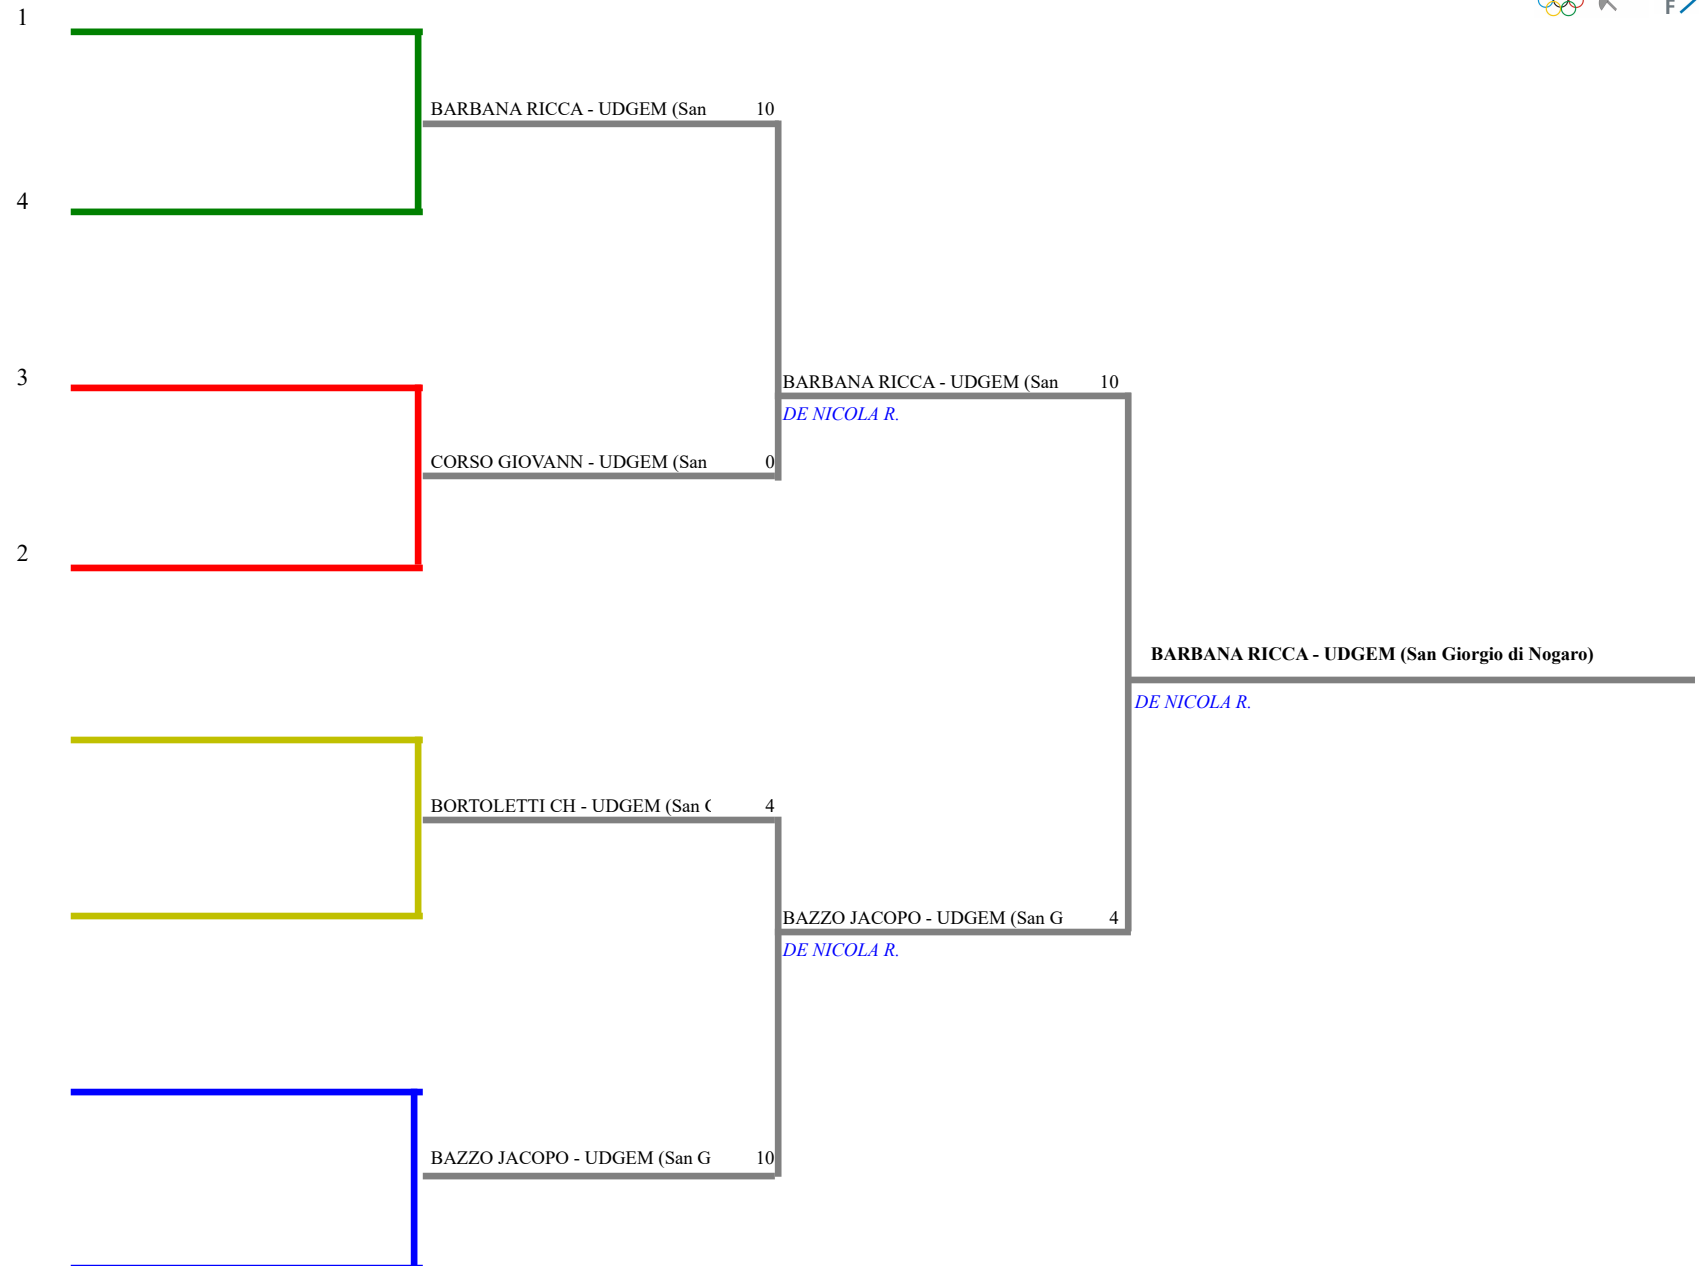 1
F
BARBANA RICCA - UDGEM (San 10
4
3
BARBANA RICCA - UDGEM (San 10
DE NICOLA R.
CORSO GIOVANN - UDGEM (San 0
2
BARBANA RICCA - UDGEM (San Giorgio di Nogaro)
DE NICOLA R.
BORTOLETTI CH - UDGEM (San 4
BAZZO JACOPO - UDGEM (San G 4
DE NICOLA R.
BAZZO JACOPO - UDGEM (San G 10